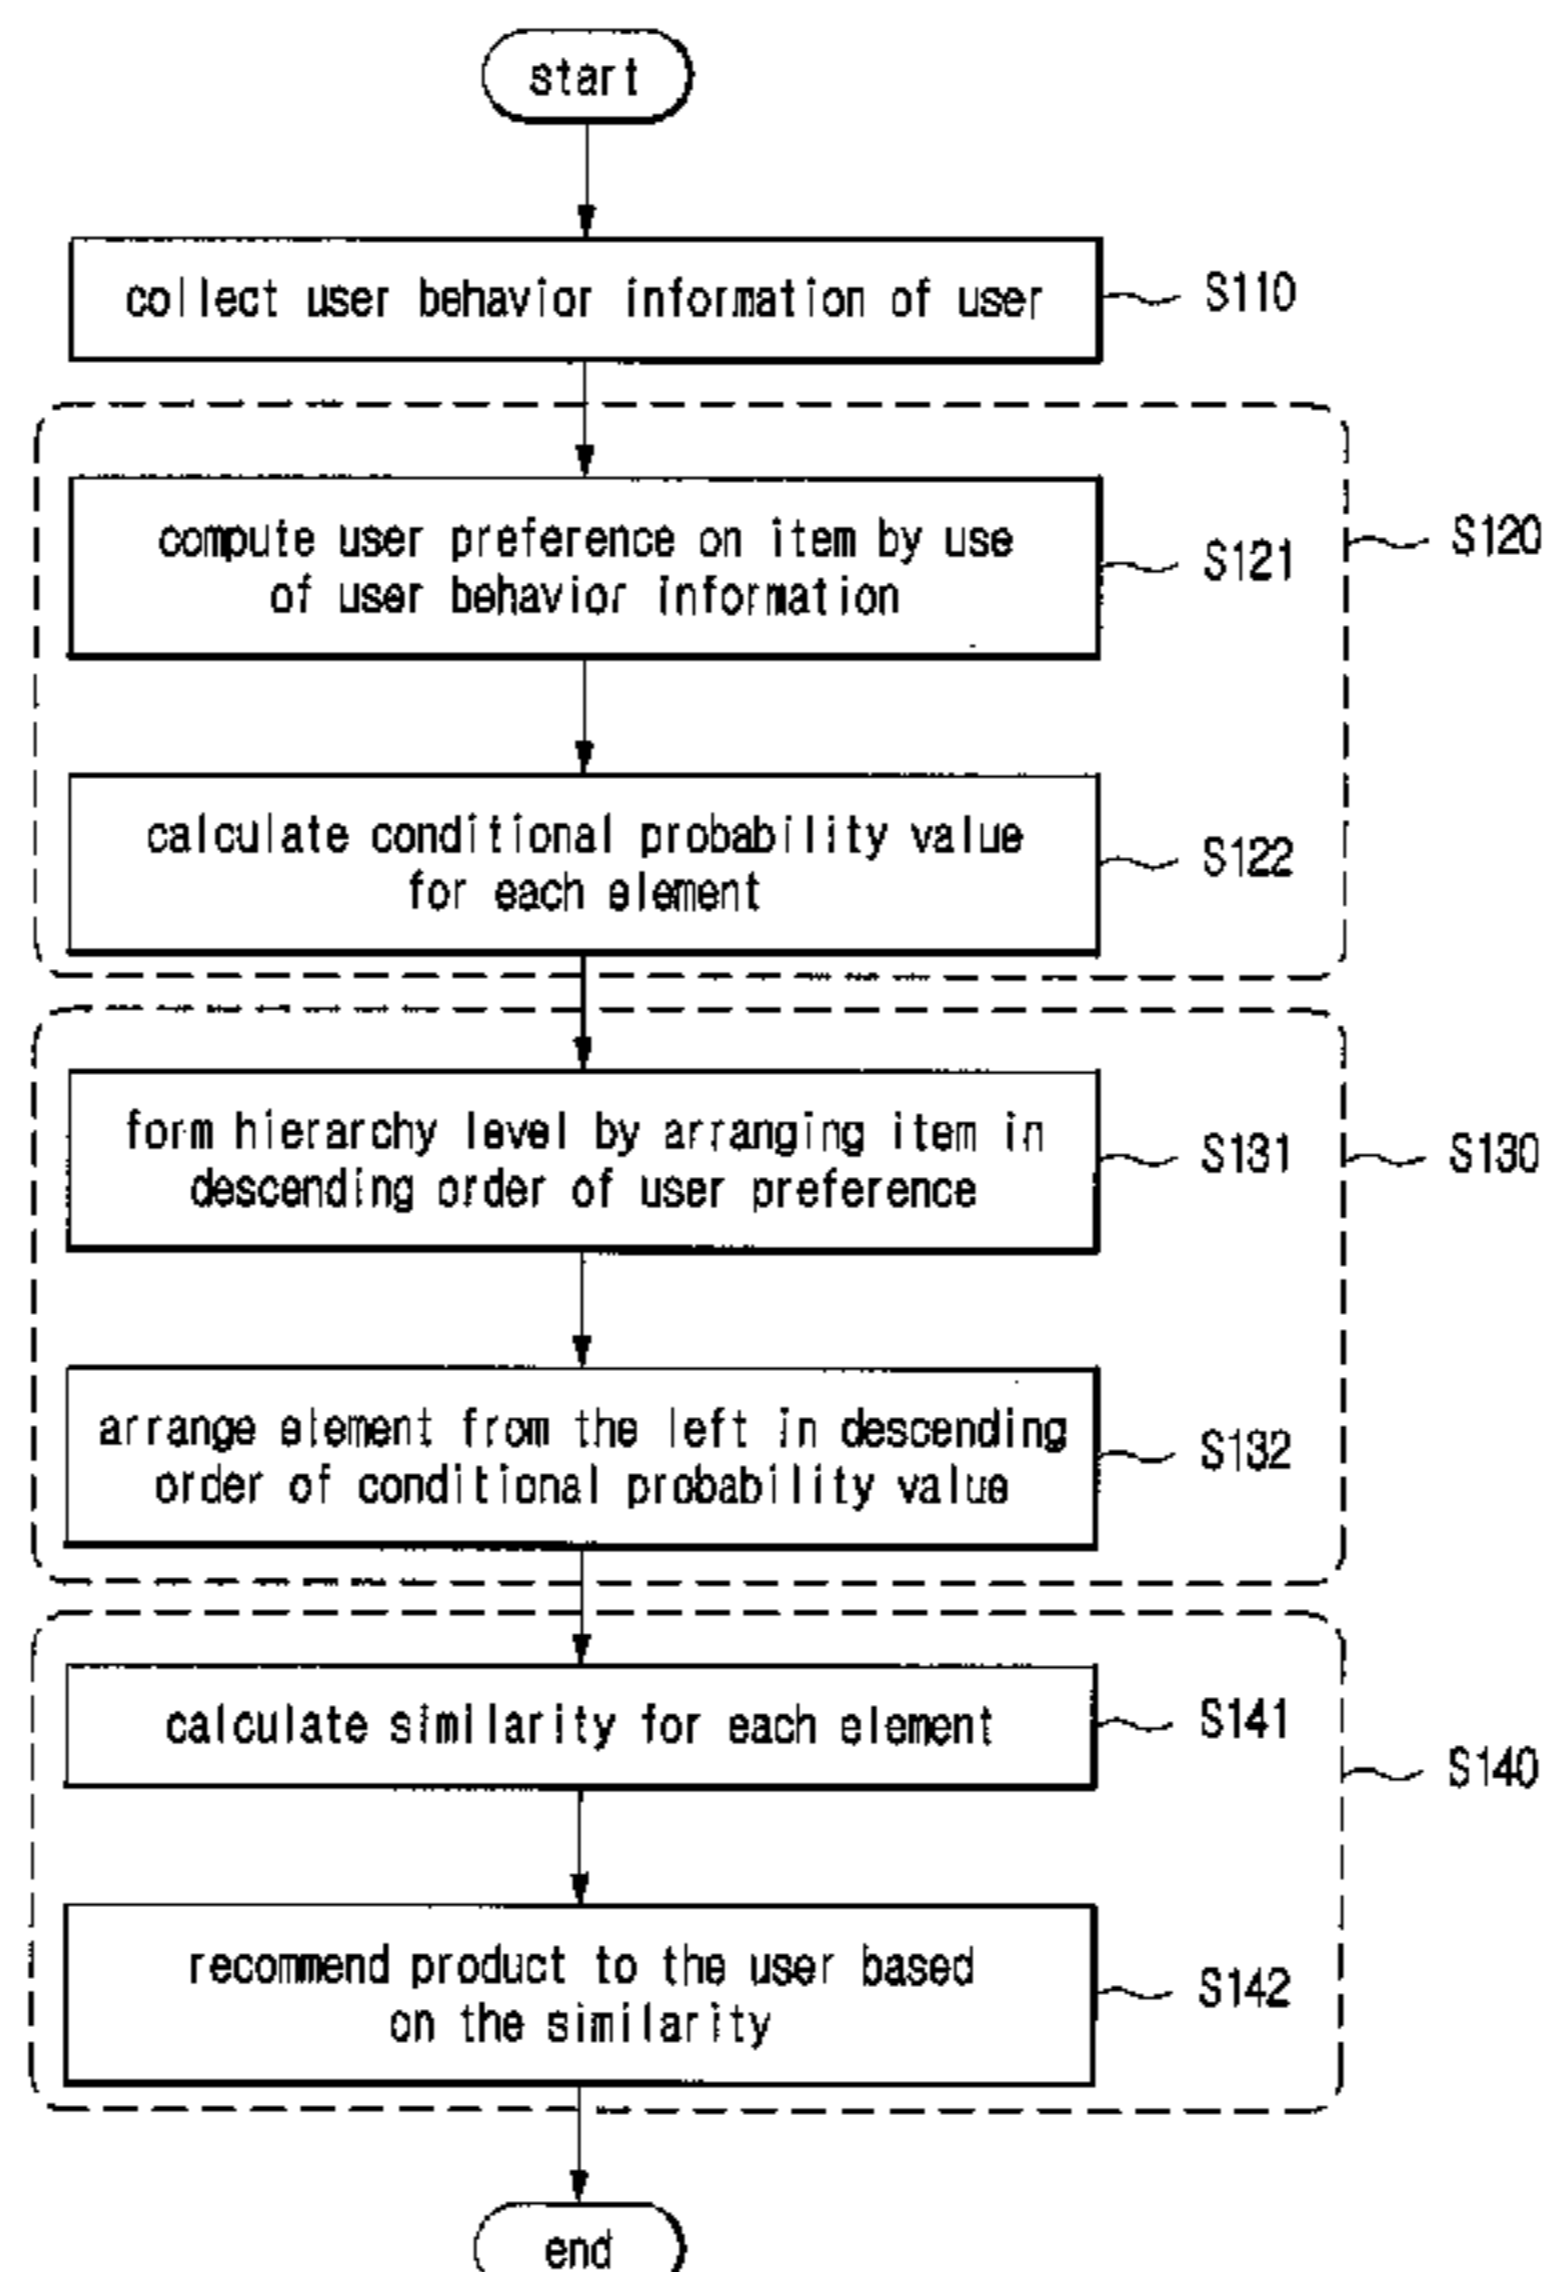 start
collect user behavior information of user
S110
compute user preference on item by use
of user behavior information
S121
S120
calculate conditional probability value
for each element
S122
form hierarchy level by arranging item in
descending order of user preference
S131
S130
arrange element from the left in descending
order of conditional probability value
S132
calculate similarity for each element
S141
S140
recommend product to the user based
on the similarity
S142
end